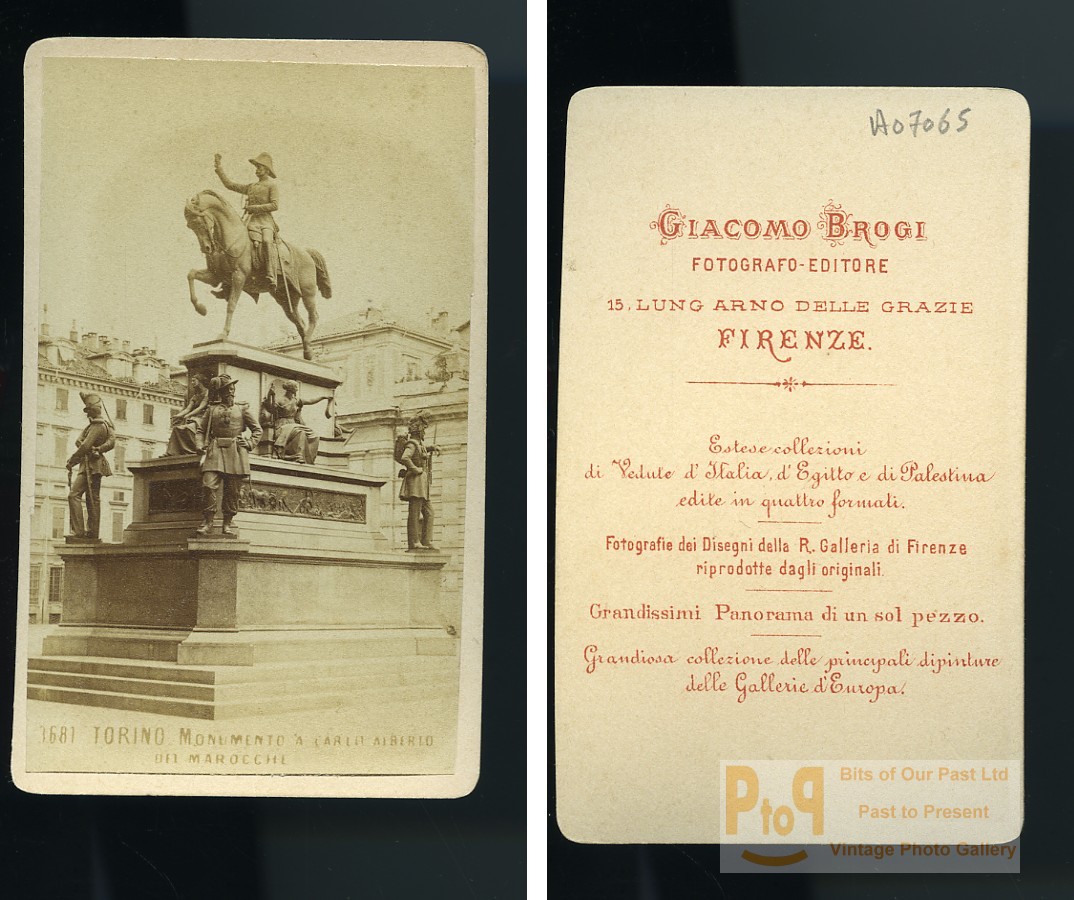 1681 TORINO. MONUMENTO A CARLO ALBERTO
DEL MAROCCHE
A07065
GIACOMO BROGI
FOTOGRAFO-EDITORE
15, LUNG ARNO DELLE GRAZIE
FIRENZE.
Estese collezioni
di Vedute d'Italia, d'Egitto e di Palestina
edite in quattro formati.
Fotografie dei Disegni della R. Galleria di Firenze
riprodotte dagli originali.
Grandissimi Panorama di un sol pezzo.
Grandiosa collezione delle principali dipinture
delle Gallerie d'Europa.
PtoP
Bits of Our Past Ltd
Past to Present
Vintage Photo Gallery